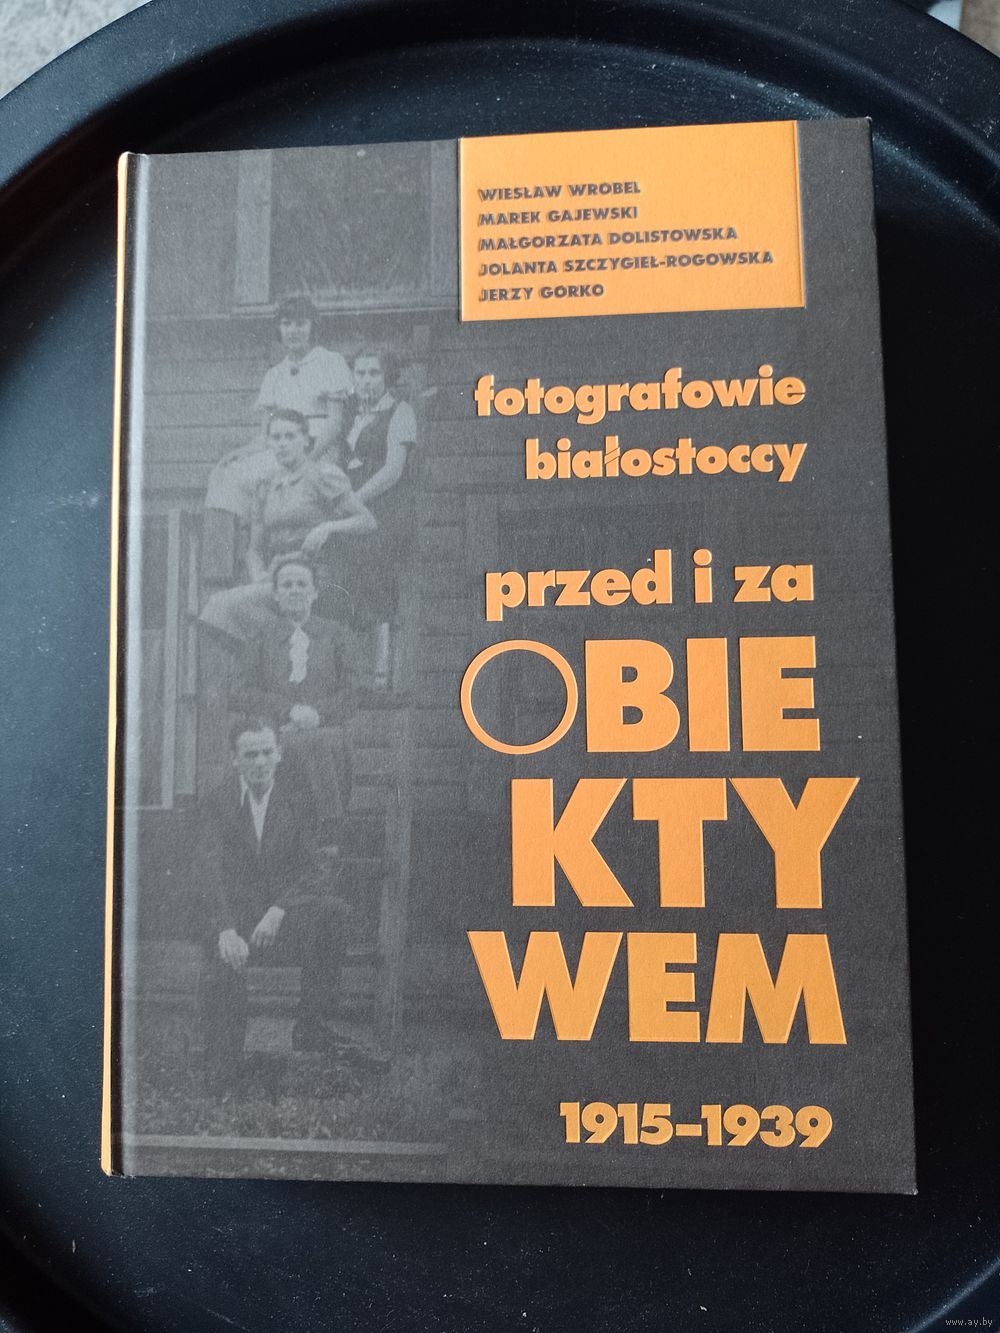 WIESŁAW WRÓBEL
MAREK GAJEWSKI
MAŁGORZATA DOLISTOWSKA
JOLANTA SZCZYGIEŁ-ROGOWSKA
JERZY GÓRKO
fotografowie
białostoccy
przed i za
OBIE
KTY
WEM
1915–1939
www.ay.by